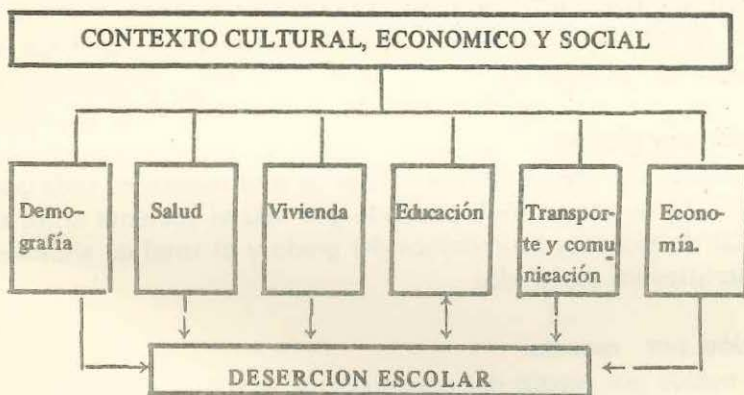 CONTEXTO CULTURAL, ECONOMICO Y SOCIAL
Demo-
grafía
Salud
Vivienda
Educación
Transpor-
te y comu
nicación
Econo-
mía.
DESERCION ESCOLAR